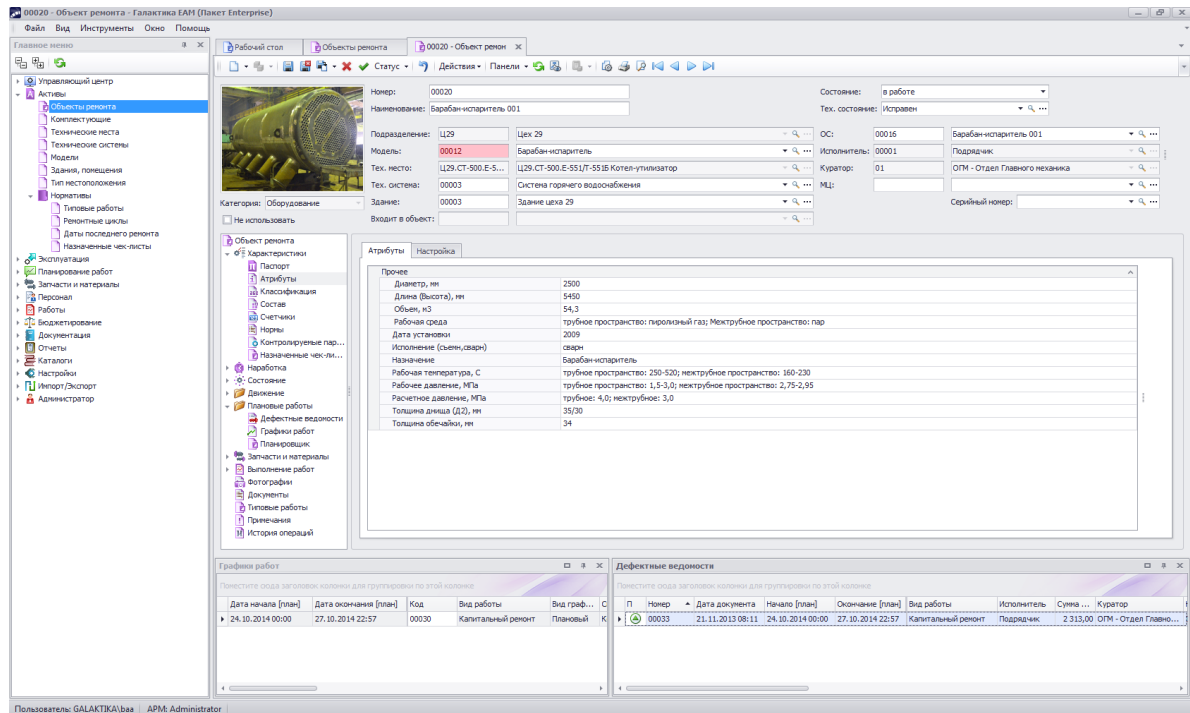 00020 - Объект ремонта - Галактика EAM (Пакет Enterprise)
Файл Вид Инструменты Окно Помощь
Главное меню
Управляющий центр
Активы
Объекты ремонта
Комплектующие
Технические места
Технические системы
Модели
Здания, помещения
Тип местоположения
Нормативы
Типовые работы
Ремонтные циклы
Даты последнего ремонта
Назначенные чек-листы
Эксплуатация
Планирование работ
Запчасти и материалы
Персонал
Работы
Бюджетирование
Документация
Отчеты
Каталоги
Настройки
Импорт/Экспорт
Администратор
Рабочий стол Объекты ремонта 00020 - Объект ремон
Статус Действия Панели
Номер: 00020 Состояние: в работе
Наименование: Барабан-испаритель 001 Тех. состояние: Исправен
Подразделение: Ц29 Цех 29 ОС: 00016 Барабан-испаритель 001
Модель: 00012 Барабан-испаритель Исполнитель: 00001 Подрядчик
Тех. место: Ц29.СТ-500.Е-5... Ц29.СТ-500.Е-551/Т-551Б Котел-утилизатор Куратор: 01 ОГМ - Отдел Главного механика
Тех. система: 00003 Система горячего водоснабжения МЦ:
Категория: Оборудование Здание: 00003 Здание цеха 29 Серийный номер:
Не использовать Входит в объект:
Объект ремонта
Характеристики
Паспорт
Атрибуты
Классификация
Состав
Счетчики
Нормы
Контролируемые пар...
Назначенные чек-ли...
Наработка
Состояние
Движение
Плановые работы
Дефектные ведомости
Графики работ
Планировщик
Запчасти и материалы
Выполнение работ
Фотографии
Документы
Типовые работы
Примечания
История операций
Атрибуты Настройка
Прочее
Диаметр, мм 2500
Длина (Высота), мм 5450
Объем, м3 54,3
Рабочая среда трубное пространство: пиролизный газ; Межтрубное пространство: пар
Дата установки 2009
Исполнение (съемн,сварн) сварн
Назначение Барабан-испаритель
Рабочая температура, С трубное пространство: 250-520; межтрубное пространство: 160-230
Рабочее давление, МПа трубное пространство: 1,5-3,0; межтрубное пространство: 2,75-2,95
Расчетное давление, МПа трубное: 4,0; межтрубное: 3,0
Толщина днища (Д2), мм 35/30
Толщина обечайки, мм 34
Графики работ
Поместите сюда заголовок колонки для группировки по этой колонке
Дата начала [план] Дата окончания [план] Код Вид работы Вид граф... С
24.10.2014 00:00 27.10.2014 22:57 00030 Капитальный ремонт Плановый К
Дефектные ведомости
Поместите сюда заголовок колонки для группировки по этой колонке
П Номер Дата документа Начало [план] Окончание [план] Вид работы Исполнитель Сумма ... Куратор
00033 21.11.2013 08:11 24.10.2014 00:00 27.10.2014 22:57 Капитальный ремонт Подрядчик 2 313,00 ОГМ - Отдел Главно...
Пользователь: GALAKTIKA\baa АРМ: Administrator